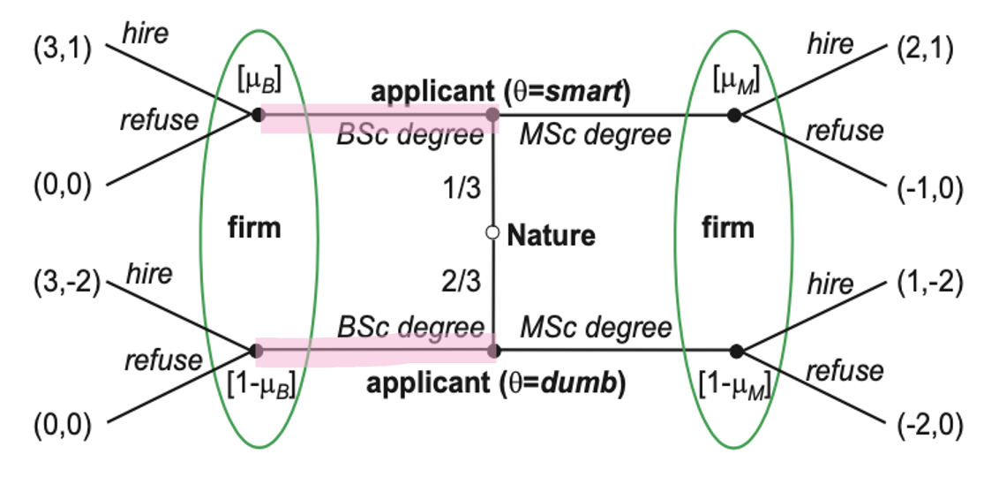 (3,1)
hire
[μB]
refuse
(0,0)
applicant (θ=smart)
BSc degree
MSc degree
[μM]
hire
(2,1)
refuse
(-1,0)
1/3
firm
Nature
firm
2/3
(3,-2)
hire
refuse
(0,0)
[1-μB]
BSc degree
MSc degree
applicant (θ=dumb)
[1-μM]
hire
(1,-2)
refuse
(-2,0)